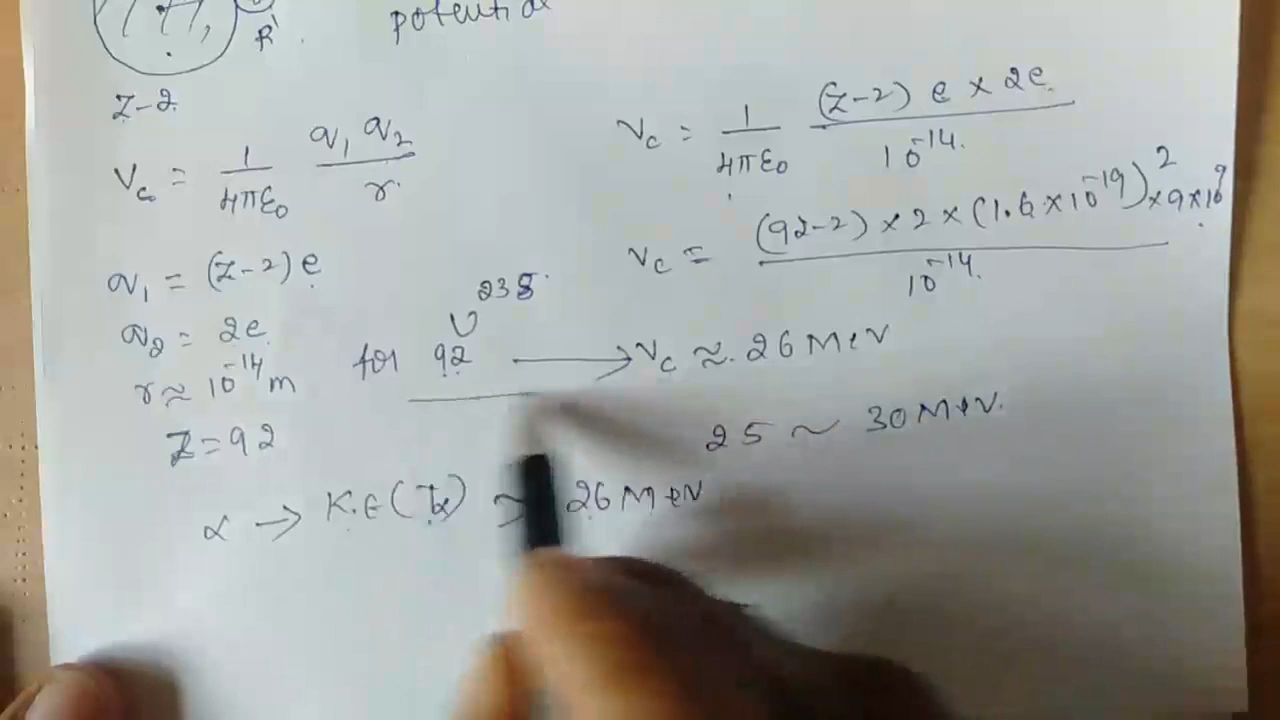 R
potential
Z-2
Vc = 1/4πε0 q1 q2/r
q1 = (Z-2) e
q2 = 2e
r ≈ 10^-14 m
Z = 92
for 92 U 238 → Vc ≈ 26 MeV
Vc = 1/4πε0 (Z-2) e × 2e/10^-14
Vc = (92-2) × 2 × (1.6 × 10^-19)^2 × 9 × 10^9/10^-14
25 ~ 30 MeV
α → K.E (Tα) ~ 26 MeV